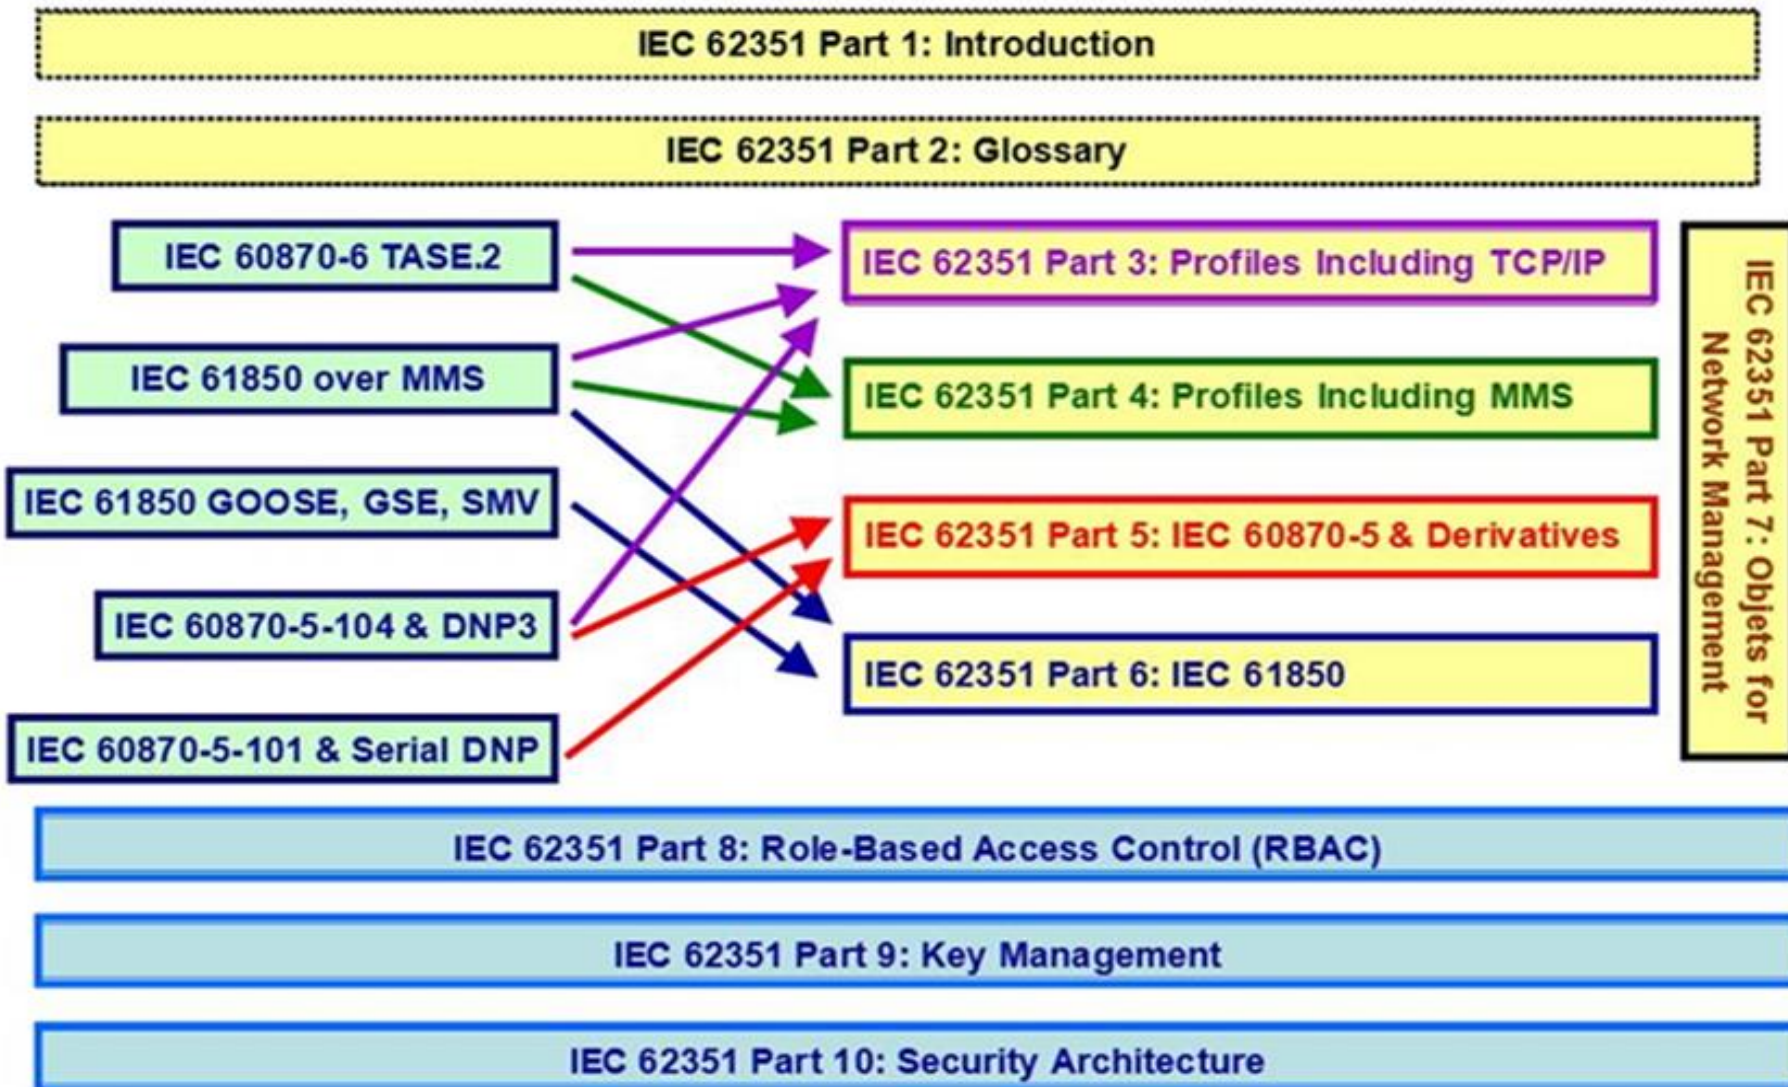 IEC 62351 Part 1: Introduction
IEC 62351 Part 2: Glossary
IEC 60870-6 TASE.2
IEC 62351 Part 3: Profiles Including TCP/IP
IEC 61850 over MMS
IEC 62351 Part 4: Profiles Including MMS
IEC 61850 GOOSE, GSE, SMV
IEC 62351 Part 5: IEC 60870-5 & Derivatives
IEC 60870-5-104 & DNP3
IEC 62351 Part 6: IEC 61850
IEC 60870-5-101 & Serial DNP
IEC 62351 Part 7: Objets for
Network Management
IEC 62351 Part 8: Role-Based Access Control (RBAC)
IEC 62351 Part 9: Key Management
IEC 62351 Part 10: Security Architecture